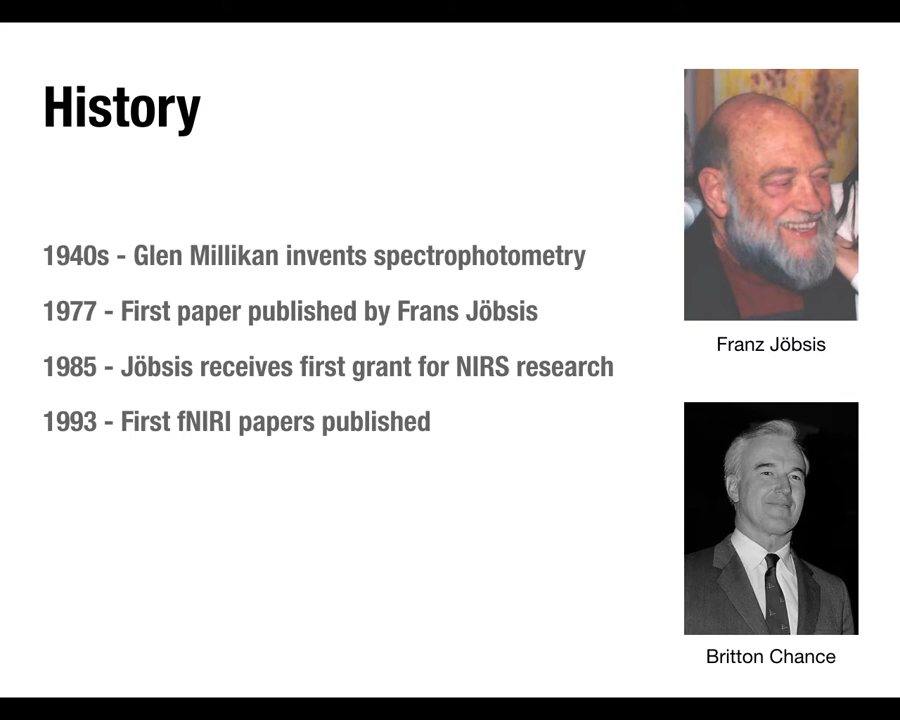 History
1940s - Glen Millikan invents spectrophotometry
1977 - First paper published by Frans Jöbsis
1985 - Jöbsis receives first grant for NIRS research
1993 - First fNIRI papers published
Franz Jöbsis
Britton Chance